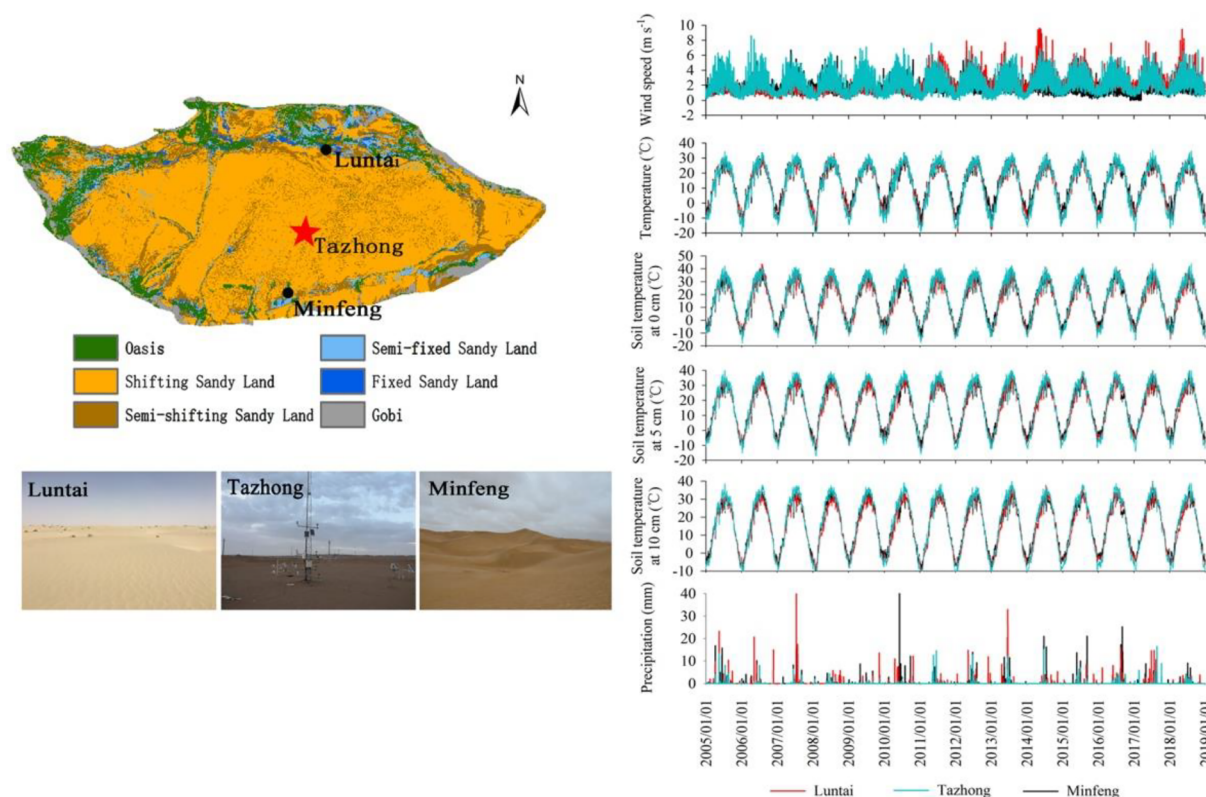 N
Luntai
Tazhong
Minfeng
Oasis
Shifting Sandy Land
Semi-shifting Sandy Land
Semi-fixed Sandy Land
Fixed Sandy Land
Gobi
Luntai
Tazhong
Minfeng
Wind speed (m s⁻¹)
10
8
6
4
2
0
-2
Temperature (℃)
40
30
20
10
0
-10
-20
Soil temperature
at 0 cm (℃)
50
40
30
20
10
0
-10
-20
Soil temperature
at 5 cm (℃)
40
30
20
10
0
-10
-20
Soil temperature
at 10 cm (℃)
40
30
20
10
0
-10
Precipitation (mm)
40
30
20
10
0
2005/01/01
2006/01/01
2007/01/01
2008/01/01
2009/01/01
2010/01/01
2011/01/01
2012/01/01
2013/01/01
2014/01/01
2015/01/01
2016/01/01
2017/01/01
2018/01/01
2019/01/01
Luntai
Tazhong
Minfeng